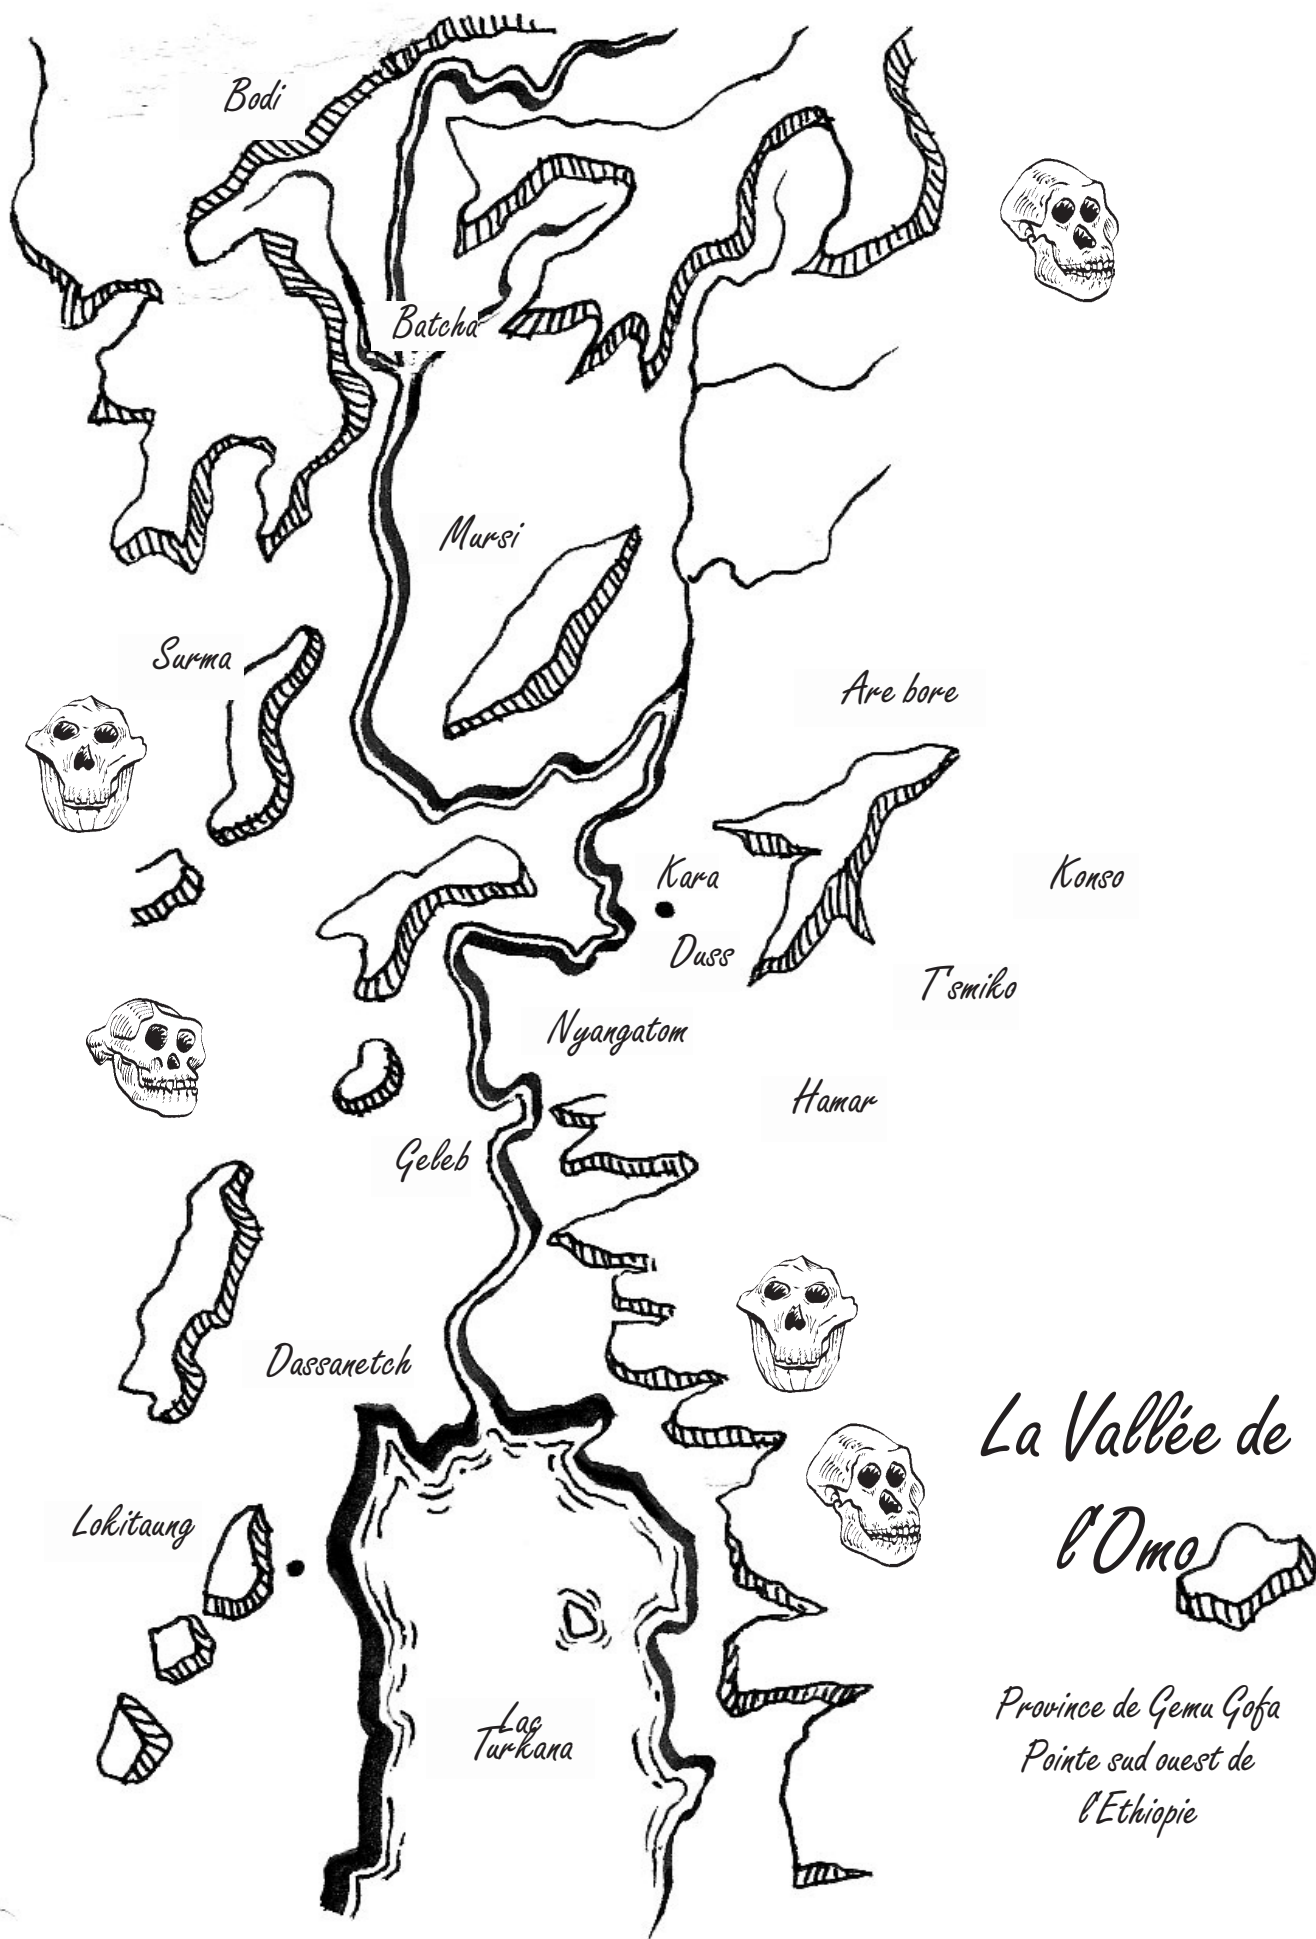 Bodi
Batcha
Mursi
Surma
Are bore
Kara
Konso
Duss
T'smiko
Nyangatom
Hamar
Geleb
Dassanetch
La Vallée de
l'Omo
Lokitaung
Lac
Turkana
Province de Gemu Gofa
Pointe sud ouest de
l'Ethiopie